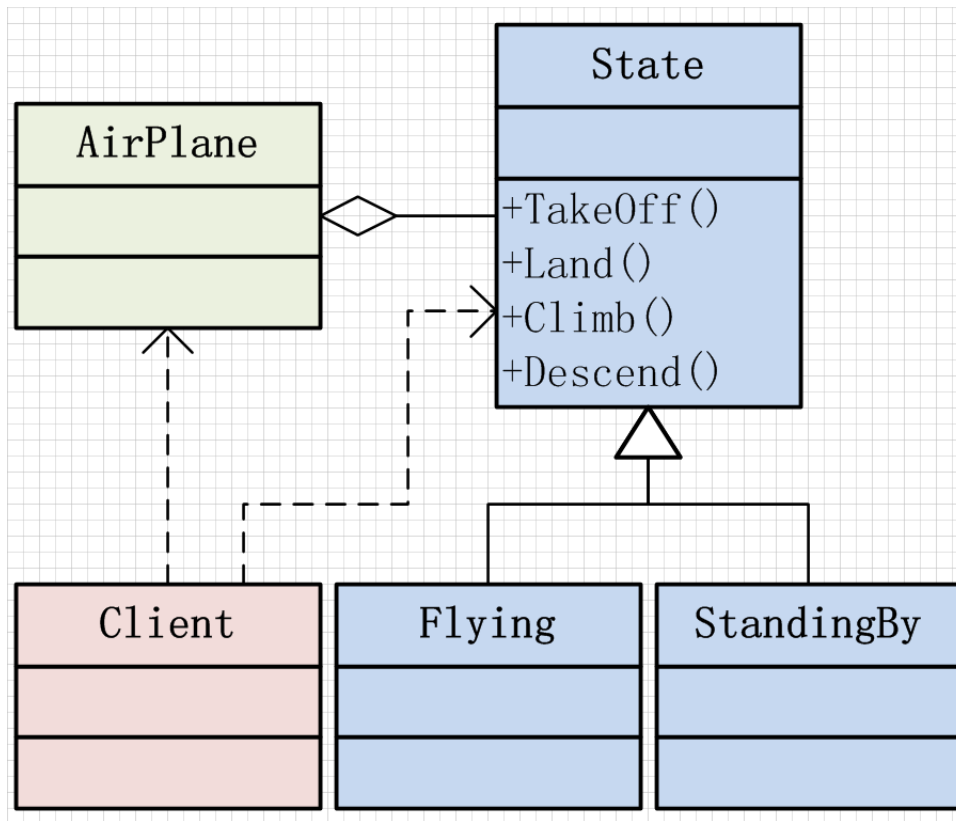 State
AirPlane
+TakeOff()
+Land()
+Climb()
+Descend()
Client
Flying
StandingBy